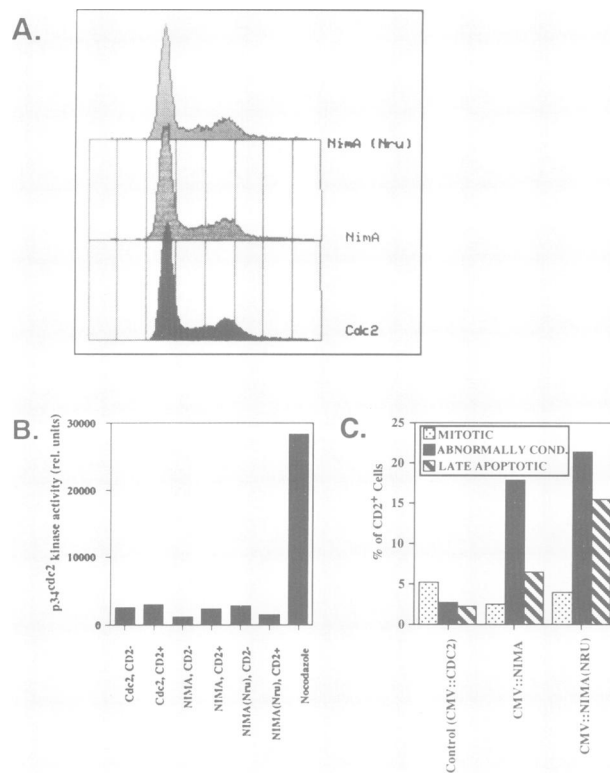 A.
NimA (Nru)
NimA
Cdc2
B.
p34cdc2 kinase activity (rel. units)
30000
20000
10000
0
Cdc2, CD2-
Cdc2, CD2+
NIMA, CD2-
NIMA, CD2+
NIMA(Nru), CD2-
NIMA(Nru), CD2+
Nocodazole
C.
% of CD2+ Cells
25
20
15
10
5
0
MITOTIC
ABNORMALLY COND.
LATE APOPTOTIC
Control (CMV::CDC2)
CMV::NIMA
CMV::NIMA(NRU)